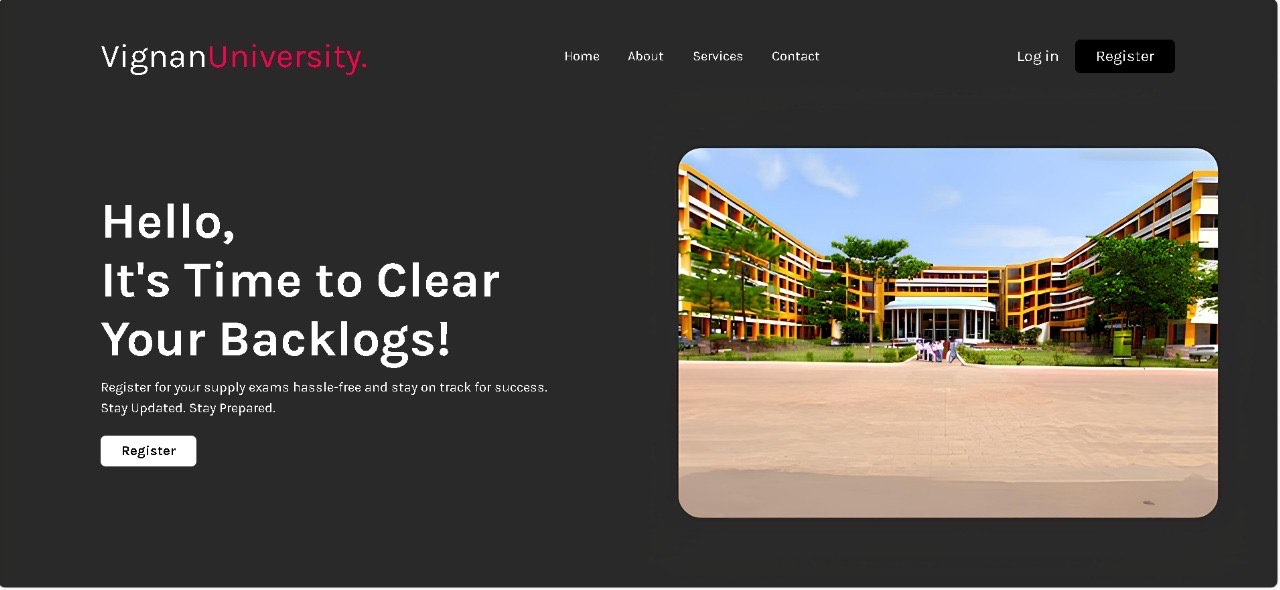 VignanUniversity.
Home About Services Contact
Log in Register
Hello,
It's Time to Clear
Your Backlogs!
Register for your supply exams hassle-free and stay on track for success.
Stay Updated. Stay Prepared.
Register